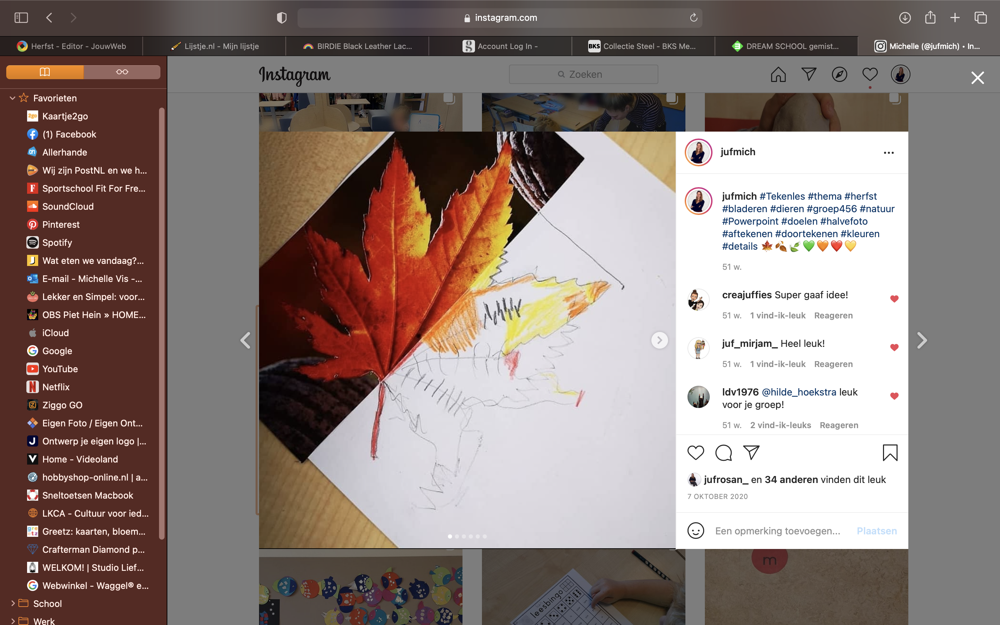 instagram.com
Herfst - Editor - JouwWeb
Lijstje.nl - Mijn lijstje
BIRDIE Black Leather Lac...
Account Log In -
BKS Collectie Steel - BKS Me...
DREAM SCHOOL gemist...
Michelle (@jufmich) • In...
Favorieten
Kaartje2go
(1) Facebook
Allerhande
Wij zijn PostNL en we h...
Sportschool Fit For Fre...
SoundCloud
Pinterest
Spotify
Wat eten we vandaag?...
E-mail - Michelle Vis -...
Lekker en Simpel: voor...
OBS Piet Hein » HOME...
iCloud
Google
YouTube
Netflix
Ziggo GO
Eigen Foto / Eigen Ont...
Ontwerp je eigen logo |...
Home - Videoland
hobbyshop-online.nl | a...
Sneltoetsen Macbook
LKCA - Cultuur voor ied...
Greetz: kaarten, bloem...
Crafterman Diamond p...
WELKOM! | Studio Lief...
Webwinkel - Waggel® e...
School
Werk
Instagram
Zoeken
jufmich
jufmich #Tekenles #thema #herfst
#bladeren #dieren #groep456 #natuur
#Powerpoint #doelen #halvefoto
#aftekenen #doortekenen #kleuren
#details 🍁🍂🍃💚🧡❤️💛
51 w.
creajuffies Super gaaf idee!
51 w. 1 vind-ik-leuk Reageren
juf_mirjam_ Heel leuk!
51 w. 1 vind-ik-leuk Reageren
ldv1976 @hilde_hoekstra leuk
voor je groep!
51 w. 2 vind-ik-leuks Reageren
jufrosan_ en 34 anderen vinden dit leuk
7 OKTOBER 2020
Een opmerking toevoegen... Plaatsen
leesbingo
m